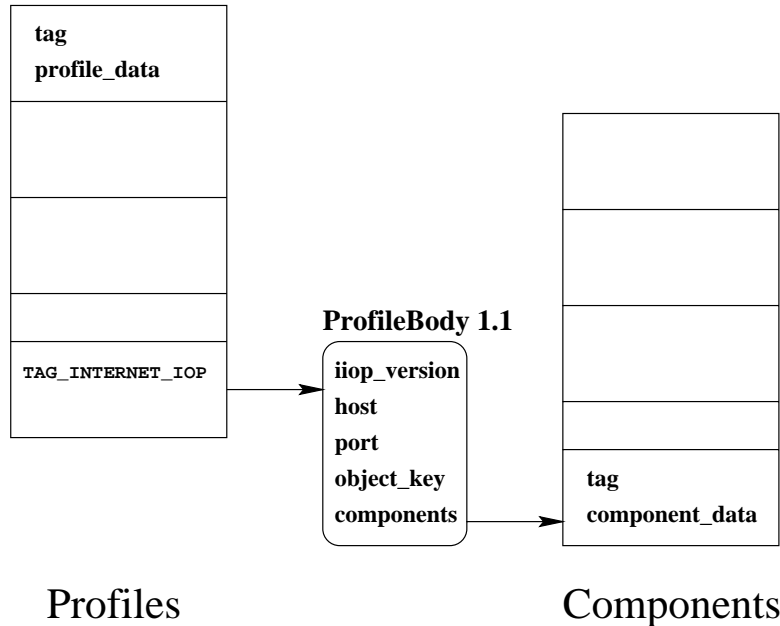 tag
profile_data
TAG_INTERNET_IOP
ProfileBody 1.1
iiop_version
host
port
object_key
components
tag
component_data
Profiles
Components